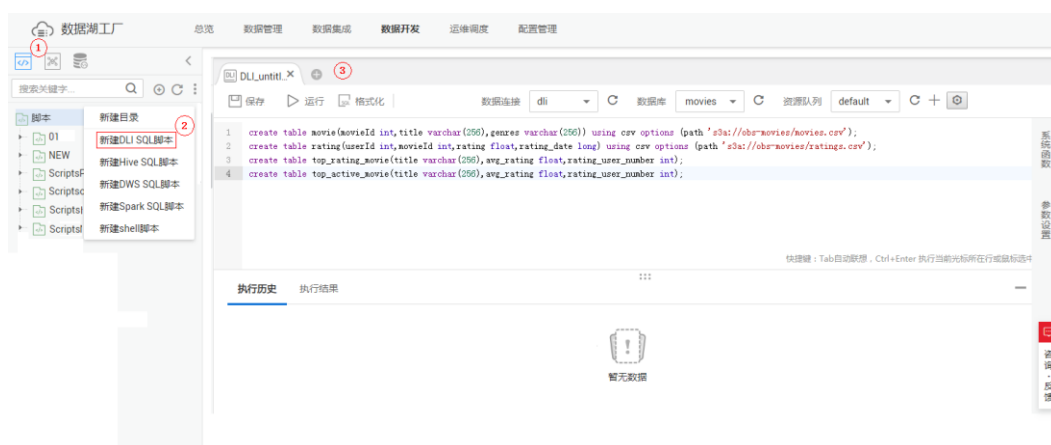 数据湖工厂 总览 数据管理 数据集成 数据开发 运维调度 配置管理
1
DLI DLI_untitl... 3
搜索关键字...
保存 运行 格式化 数据连接 dli 数据库 movies 资源队列 default
脚本
新建目录
2
01
新建DLI SQL脚本
NEW
新建Hive SQL脚本
新建DWS SQL脚本
新建Spark SQL脚本
新建shell脚本
1 create table movie(movieId int,title varchar(256),genres varchar(256)) using csv options (path 's3a://obs-movies/movies.csv');
2 create table rating(userId int,movieId int,rating float,rating_date long) using csv options (path 's3a://obs-movies/ratings.csv');
3 create table top_rating_movie(title varchar(256),avg_rating float,rating_user_number int);
4 create table top_active_movie(title varchar(256),avg_rating float,rating_user_number int);
系统函数
参数设置
快捷键：Tab自动联想，Ctrl+Enter 执行当前光标所在行或鼠标选中
执行历史 执行结果
暂无数据